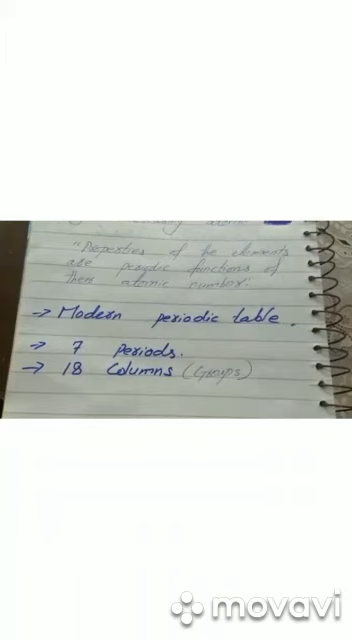 "Properties of the elements
are periodic functions of
their atomic number.
→ Modern periodic table.
→ 7 Periods.
→ 18 Columns (Groups)
movavi